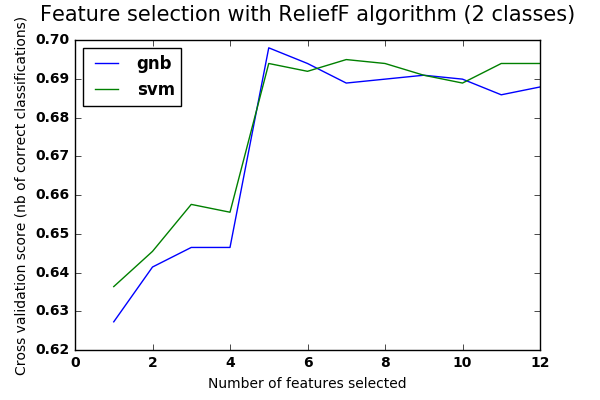 Feature selection with ReliefF algorithm (2 classes)
Cross validation score (nb of correct classifications)
0.70
0.69
0.68
0.67
0.66
0.65
0.64
0.63
0.62
gnb
svm
0 2 4 6 8 10 12
Number of features selected